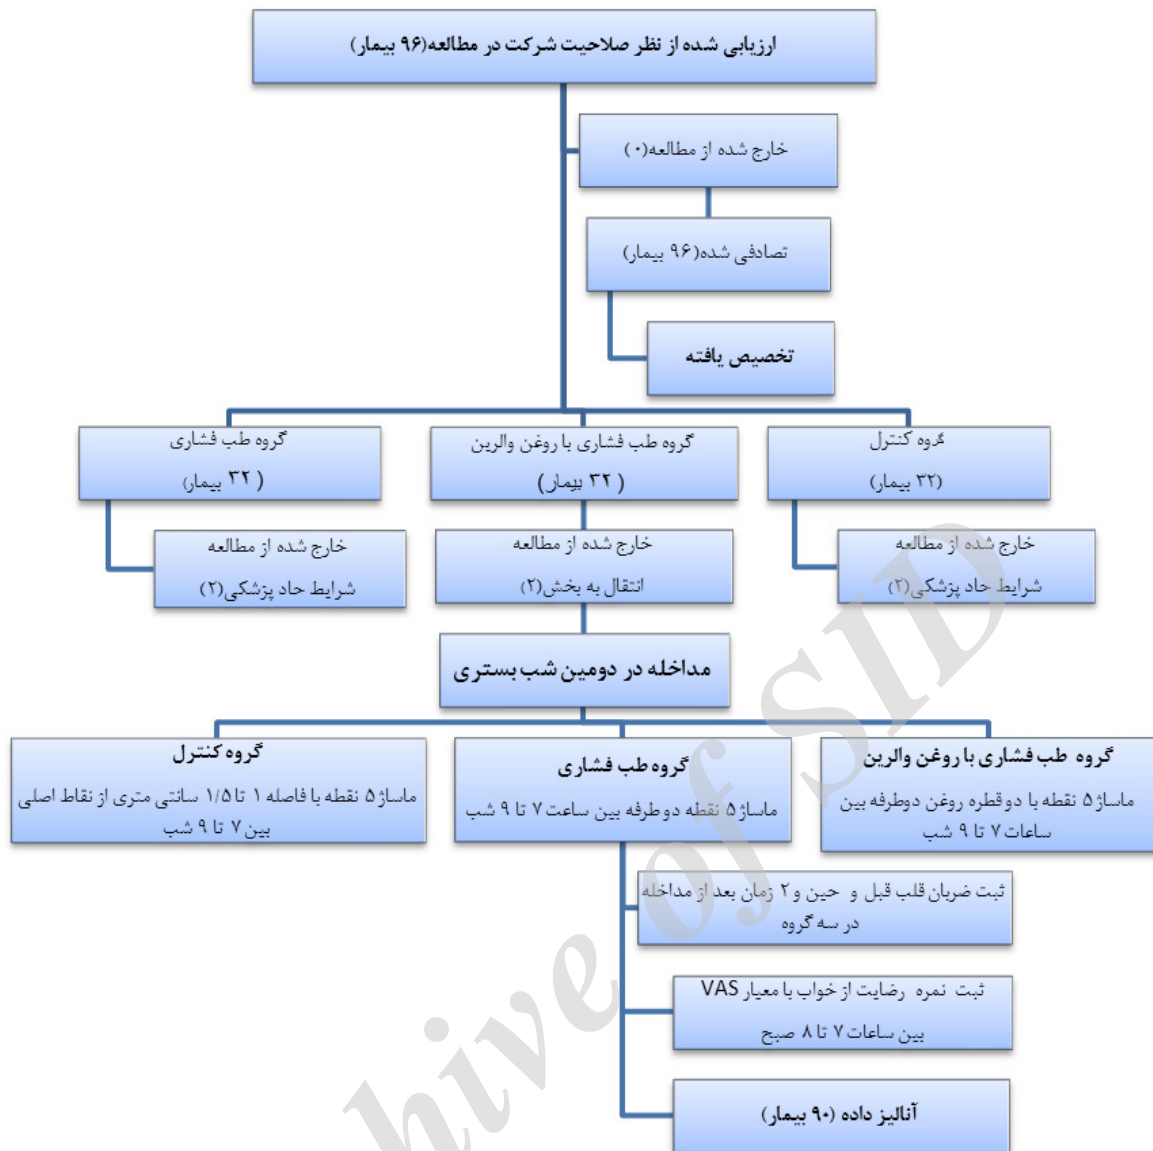 ارزیابی شده از نظر صلاحیت شرکت در مطالعه(۹۶ بیمار)
خارج شده از مطالعه(۰)
تصادفی شده(۹۶ بیمار)
تخصیص یافته
گروه کنترل
(۳۲ بیمار)
گروه طب فشاری با روغن والرین
(۳۲ بیمار)
گروه طب فشاری
(۳۲ بیمار)
خارج شده از مطالعه
شرایط حاد پزشکی(۲)
خارج شده از مطالعه
انتقال به بخش(۲)
خارج شده از مطالعه
شرایط حاد پزشکی(۲)
مداخله در دومین شب بستری
گروه طب فشاری با روغن والرین
ماساژ ۵ نقطه با دو قطره روغن دوطرفه بین
ساعات ۷ تا ۹ شب
گروه طب فشاری
ماساژ ۵ نقطه دو طرفه بین ساعت ۷ تا ۹ شب
گروه کنترل
ماساژ ۵ نقطه با فاصله ۱ تا ۱/۵ سانتی متری از نقاط اصلی
بین ۷ تا ۹ شب
ثبت ضربان قلب قبل و حین و ۲ زمان بعد از مداخله
در سه گروه
ثبت نمره رضایت از خواب با معیار VAS
بین ساعات ۷ تا ۸ صبح
آنالیز داده (۹۰ بیمار)
hive of SID